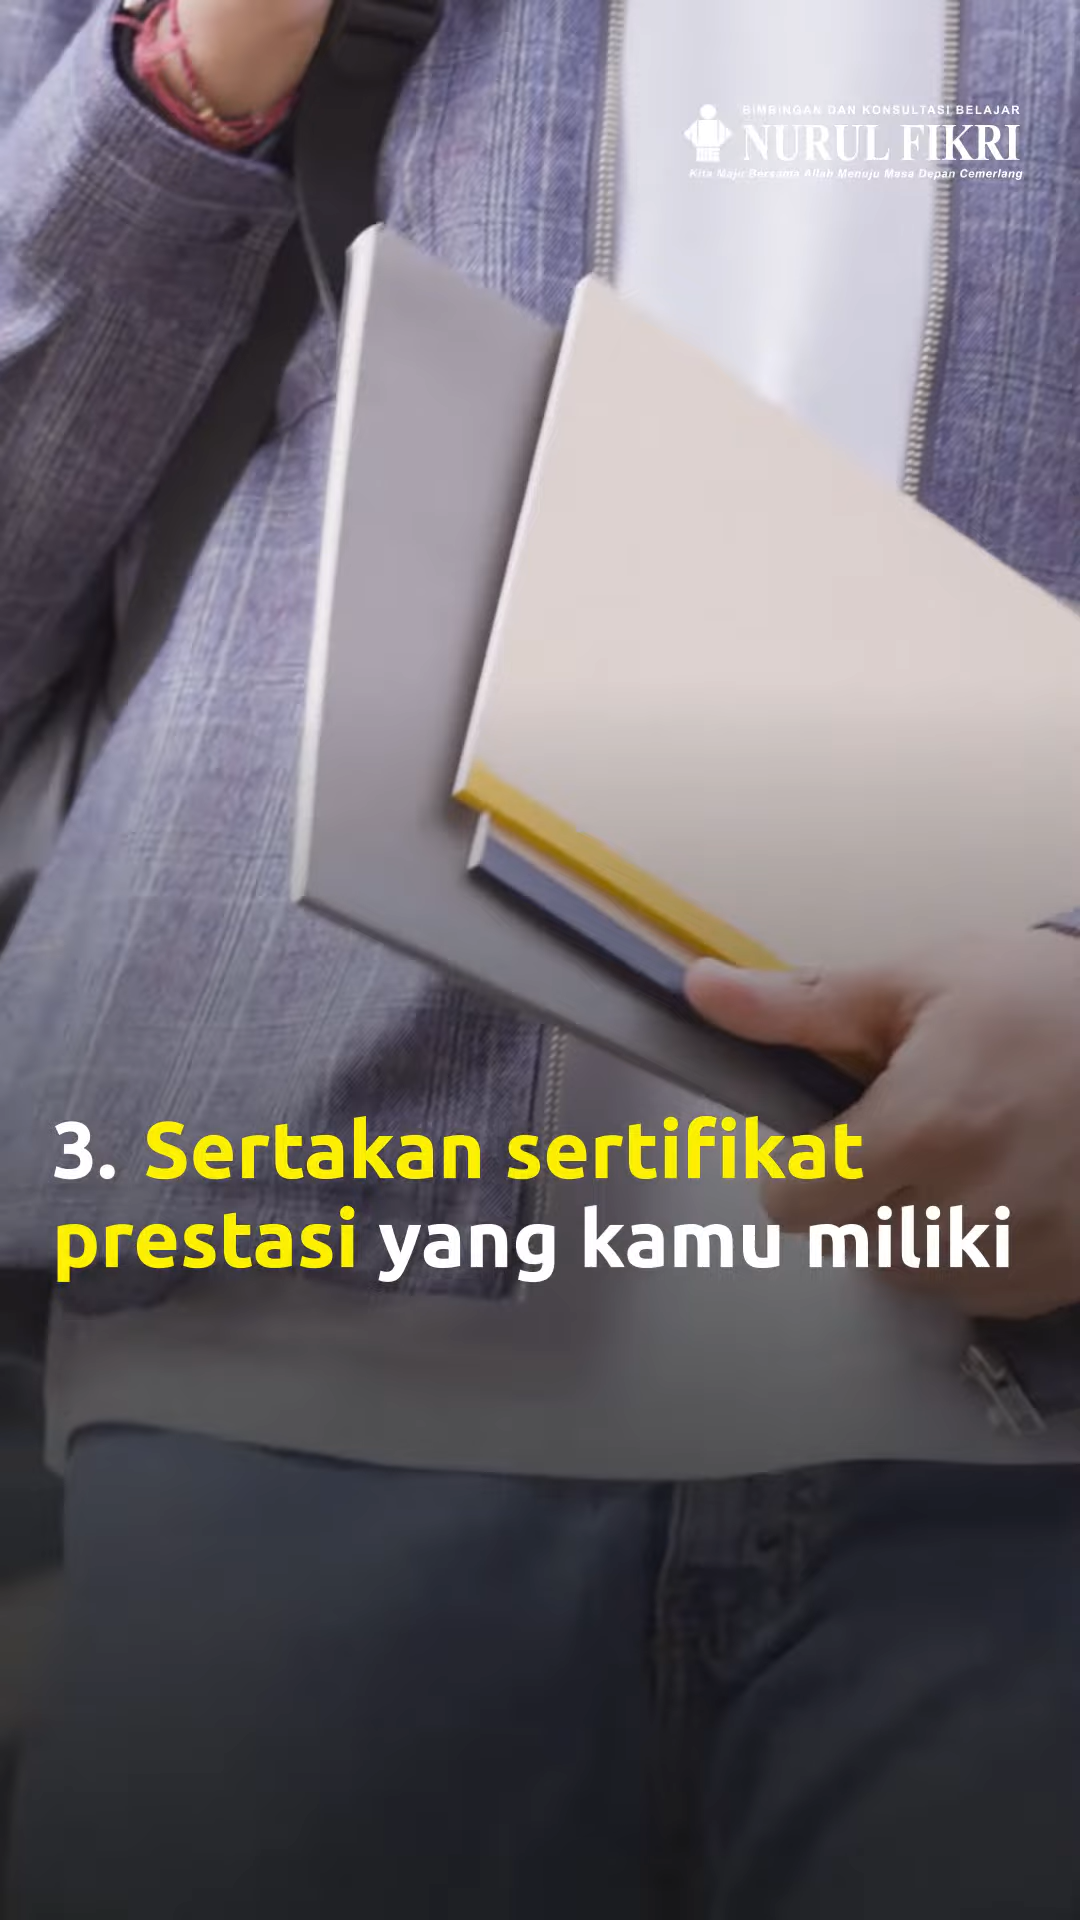 BIMBINGAN DAN KONSULTASI BELAJAR
NURUL FIKRI
Kita Maju Bersama Allah Menuju Masa Depan Cemerlang
3. Sertakan sertifikat
prestasi yang kamu miliki